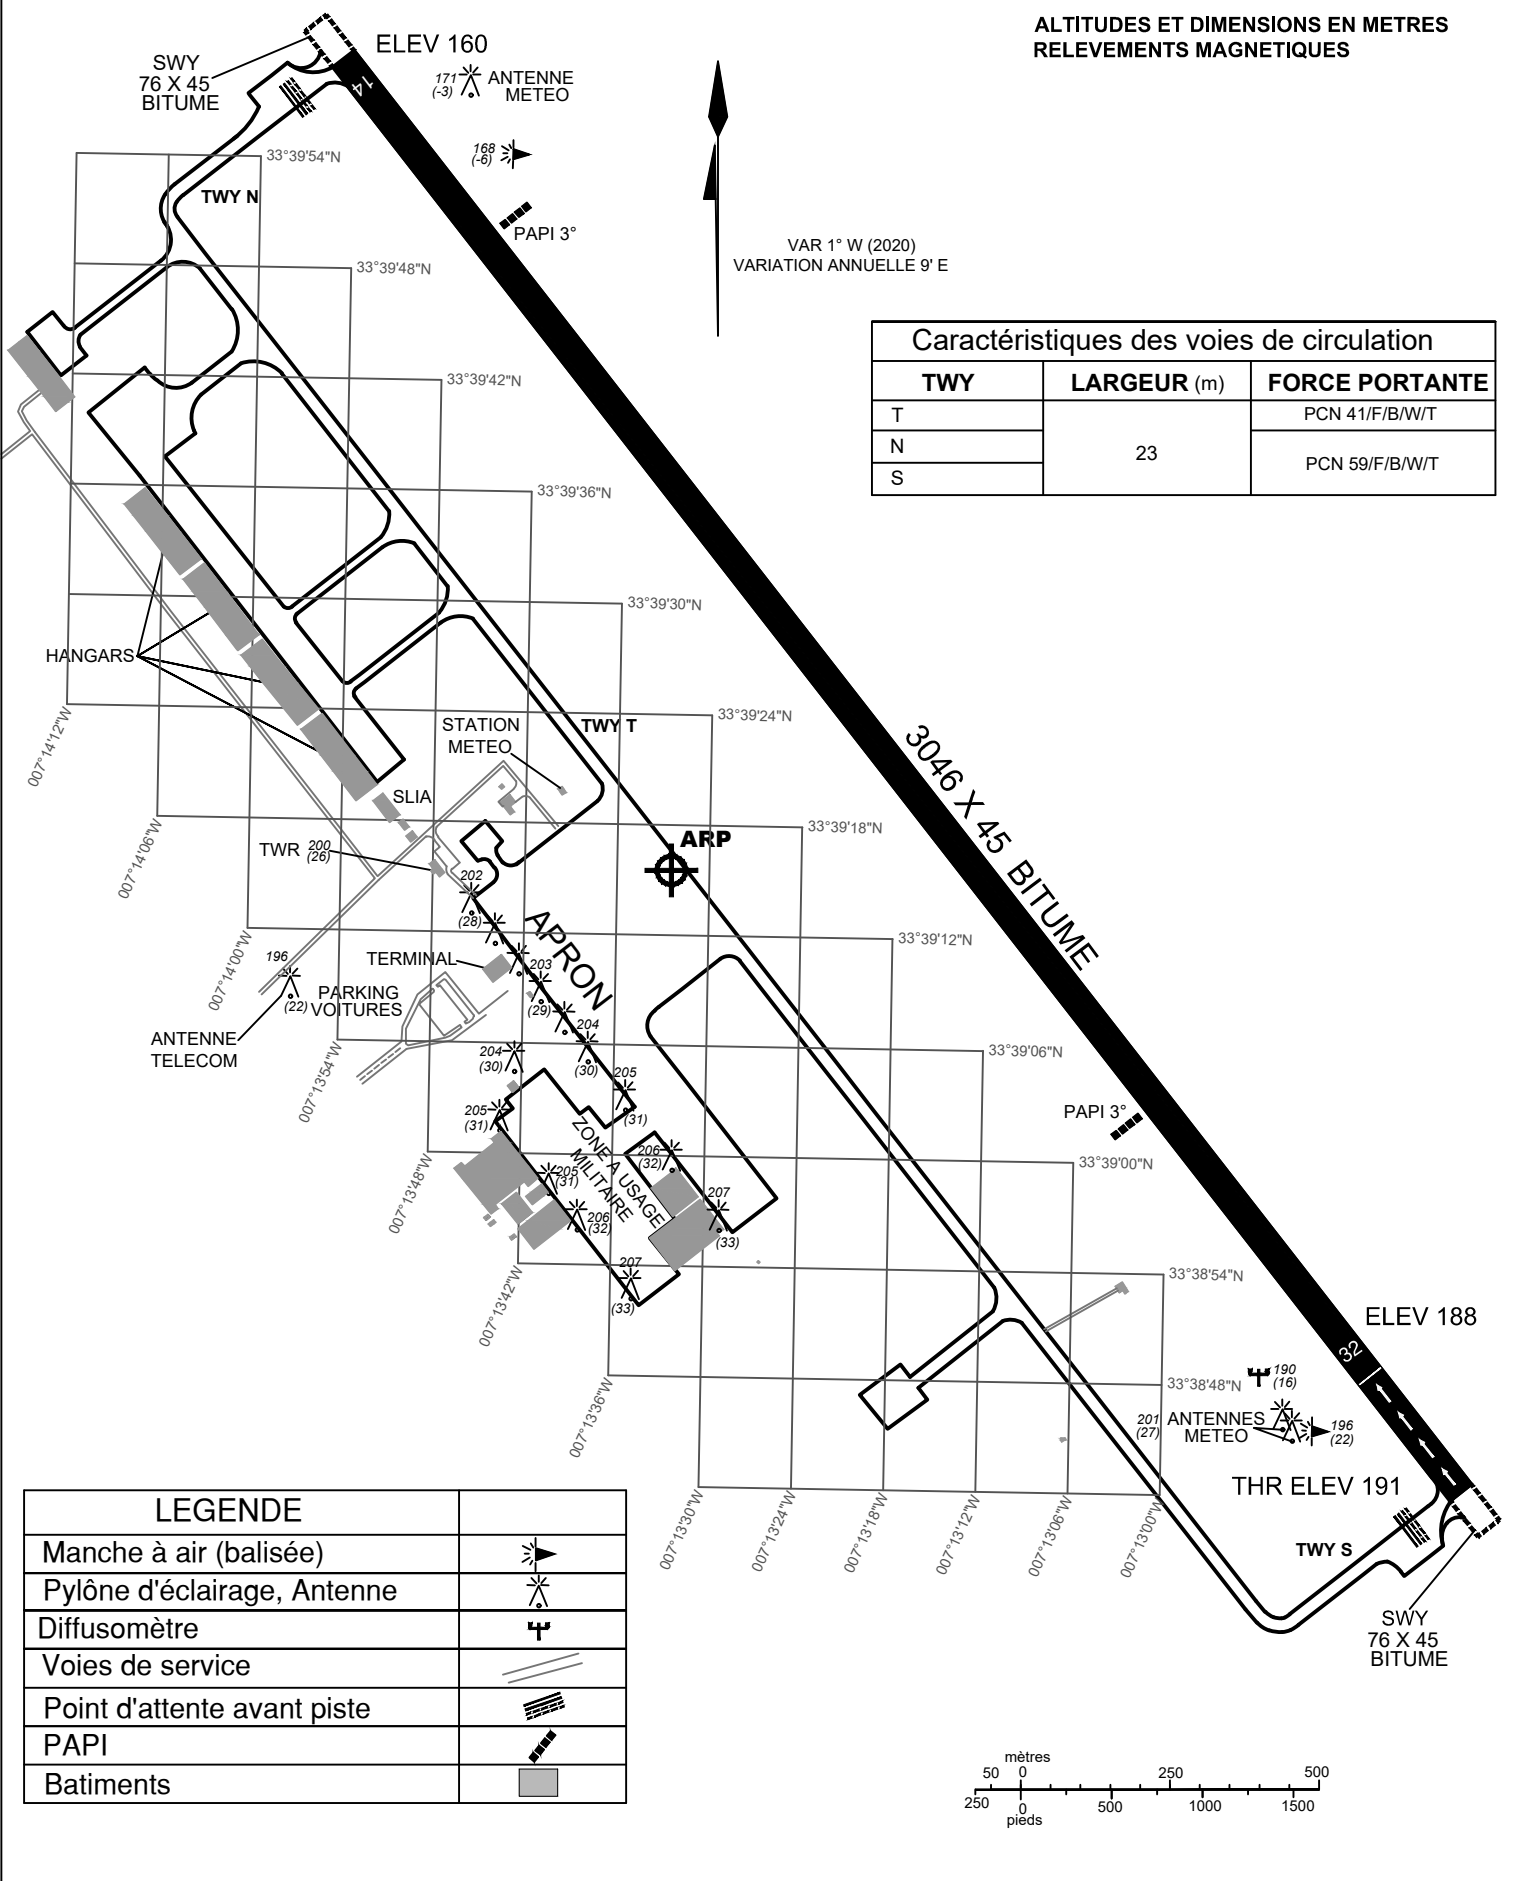 ALTITUDES ET DIMENSIONS EN METRES
RELEVEMENTS MAGNETIQUES
ELEV 160
SWY
76 X 45
BITUME
14
171
(-3)
ANTENNE
METEO
168
(-6)
PAPI 3°
33°39'54"N
TWY N
VAR 1° W (2020)
VARIATION ANNUELLE 9' E
33°39'48"N
Caractéristiques des voies de circulation
TWY
LARGEUR (m)
FORCE PORTANTE
T
PCN 41/F/B/W/T
N
23
PCN 59/F/B/W/T
S
33°39'42"N
33°39'36"N
33°39'30"N
HANGARS
33°39'24"N
007°14'12"W
STATION
METEO
TWY T
3046 X 45 BITUME
SLIA
33°39'18"N
007°14'06"W
ARP
TWR
200
(26)
202
(28)
APRON
33°39'12"N
007°14'00"W
196
(22)
TERMINAL
203
(29)
PARKING
VOITURES
ANTENNE
TELECOM
204
(30)
204
(30)
33°39'06"N
007°13'54"W
205
(31)
205
(31)
PAPI 3°
ZONE A USAGE
MILITAIRE
206
(32)
33°39'00"N
007°13'48"W
205
(31)
206
(32)
207
(33)
207
(33)
33°38'54"N
007°13'42"W
ELEV 188
32
190
(16)
33°38'48"N
007°13'36"W
201
(27)
ANTENNES
METEO
196
(22)
THR ELEV 191
007°13'30"W
007°13'24"W
007°13'18"W
007°13'12"W
007°13'06"W
007°13'00"W
TWY S
SWY
76 X 45
BITUME
LEGENDE
Manche à air (balisée)
Pylône d'éclairage, Antenne
Diffusomètre
Voies de service
Point d'attente avant piste
PAPI
Batiments
mètres
50 0 250 500
250 0 500 1000 1500
pieds